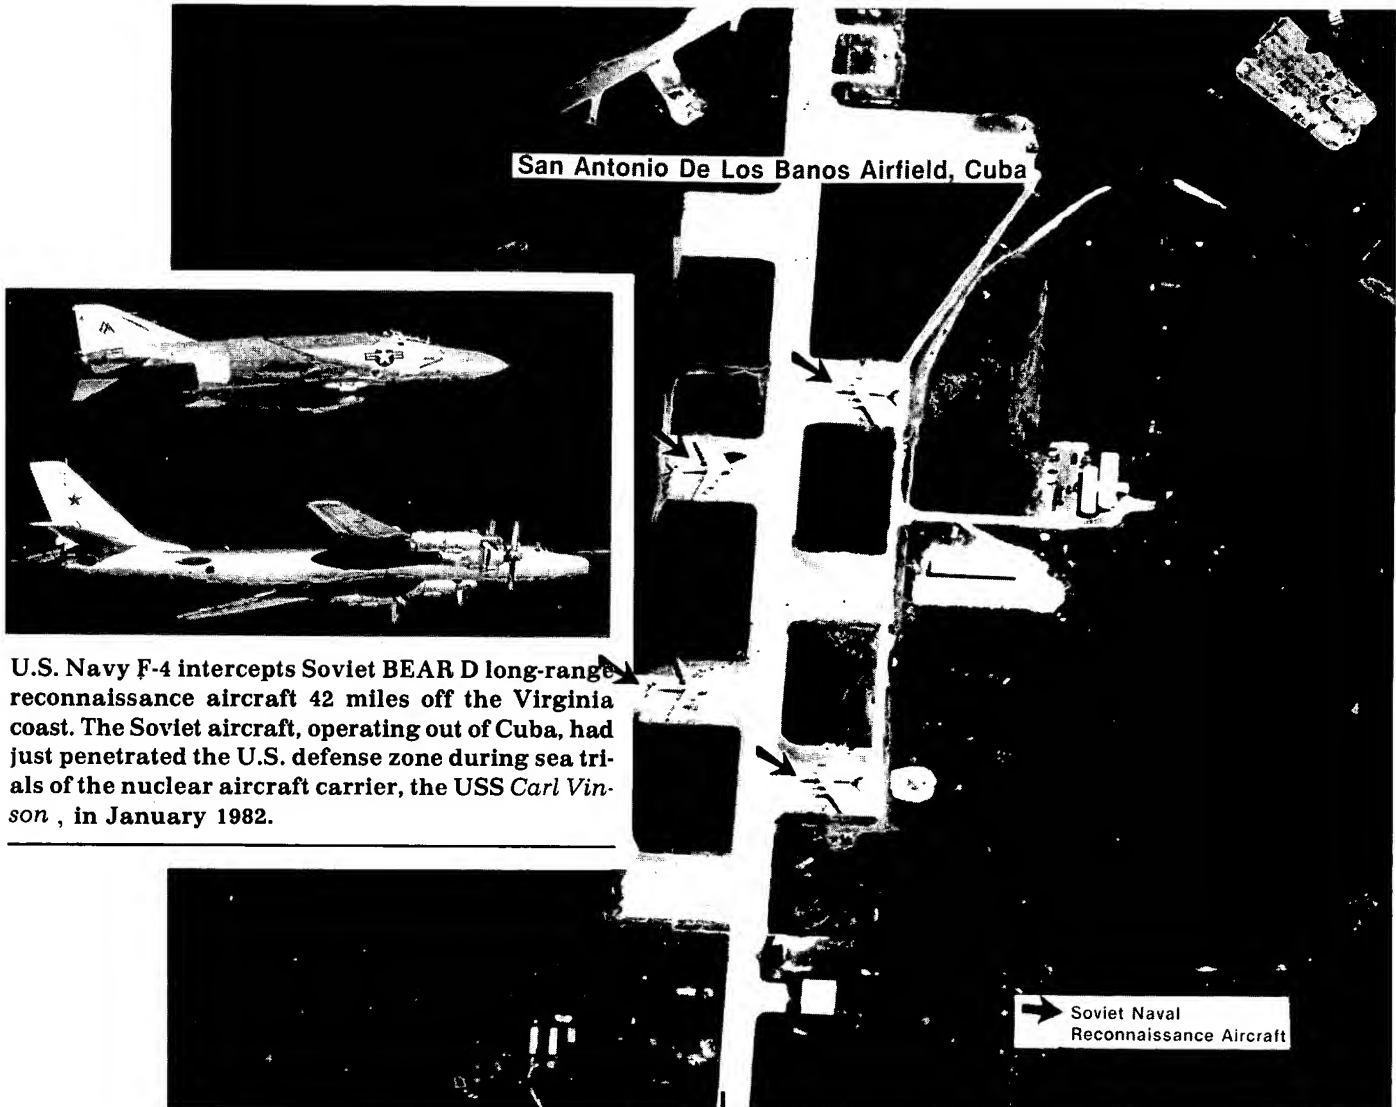 San Antonio De Los Banos Airfield, Cuba
U.S. Navy F-4 intercepts Soviet BEAR D long-range
reconnaissance aircraft 42 miles off the Virginia
coast. The Soviet aircraft, operating out of Cuba, had
just penetrated the U.S. defense zone during sea tri-
als of the nuclear aircraft carrier, the USS Carl Vin-
son , in January 1982.
Soviet Naval
Reconnaissance Aircraft